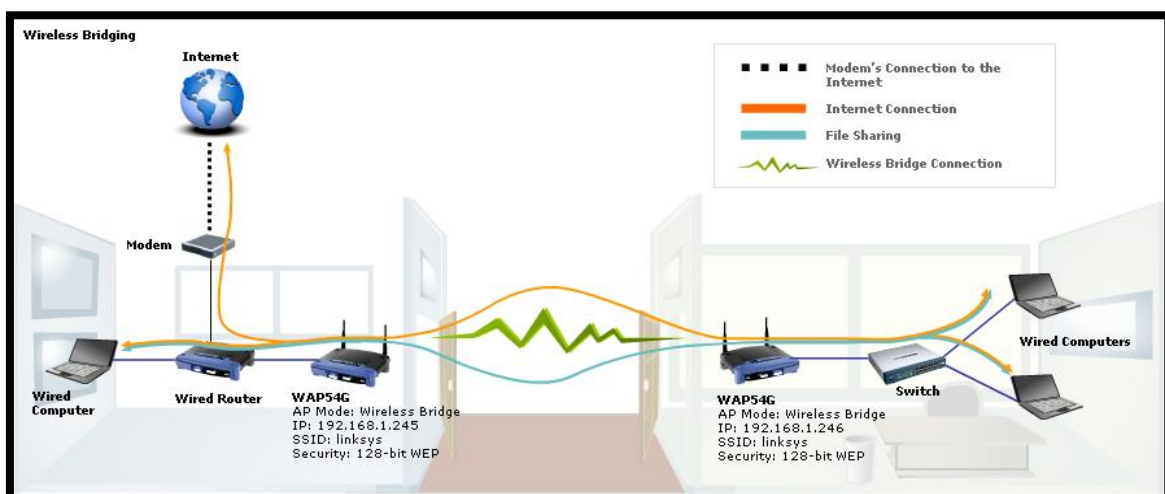 Wireless Bridging
Internet
Modem's Connection to the
Internet
Internet Connection
File Sharing
Wireless Bridge Connection
Modem
Wired
Computer
Wired Router
WAP54G
AP Mode: Wireless Bridge
IP: 192.168.1.245
SSID: linksys
Security: 128-bit WEP
WAP54G
AP Mode: Wireless Bridge
IP: 192.168.1.246
SSID: linksys
Security: 128-bit WEP
Switch
Wired Computers